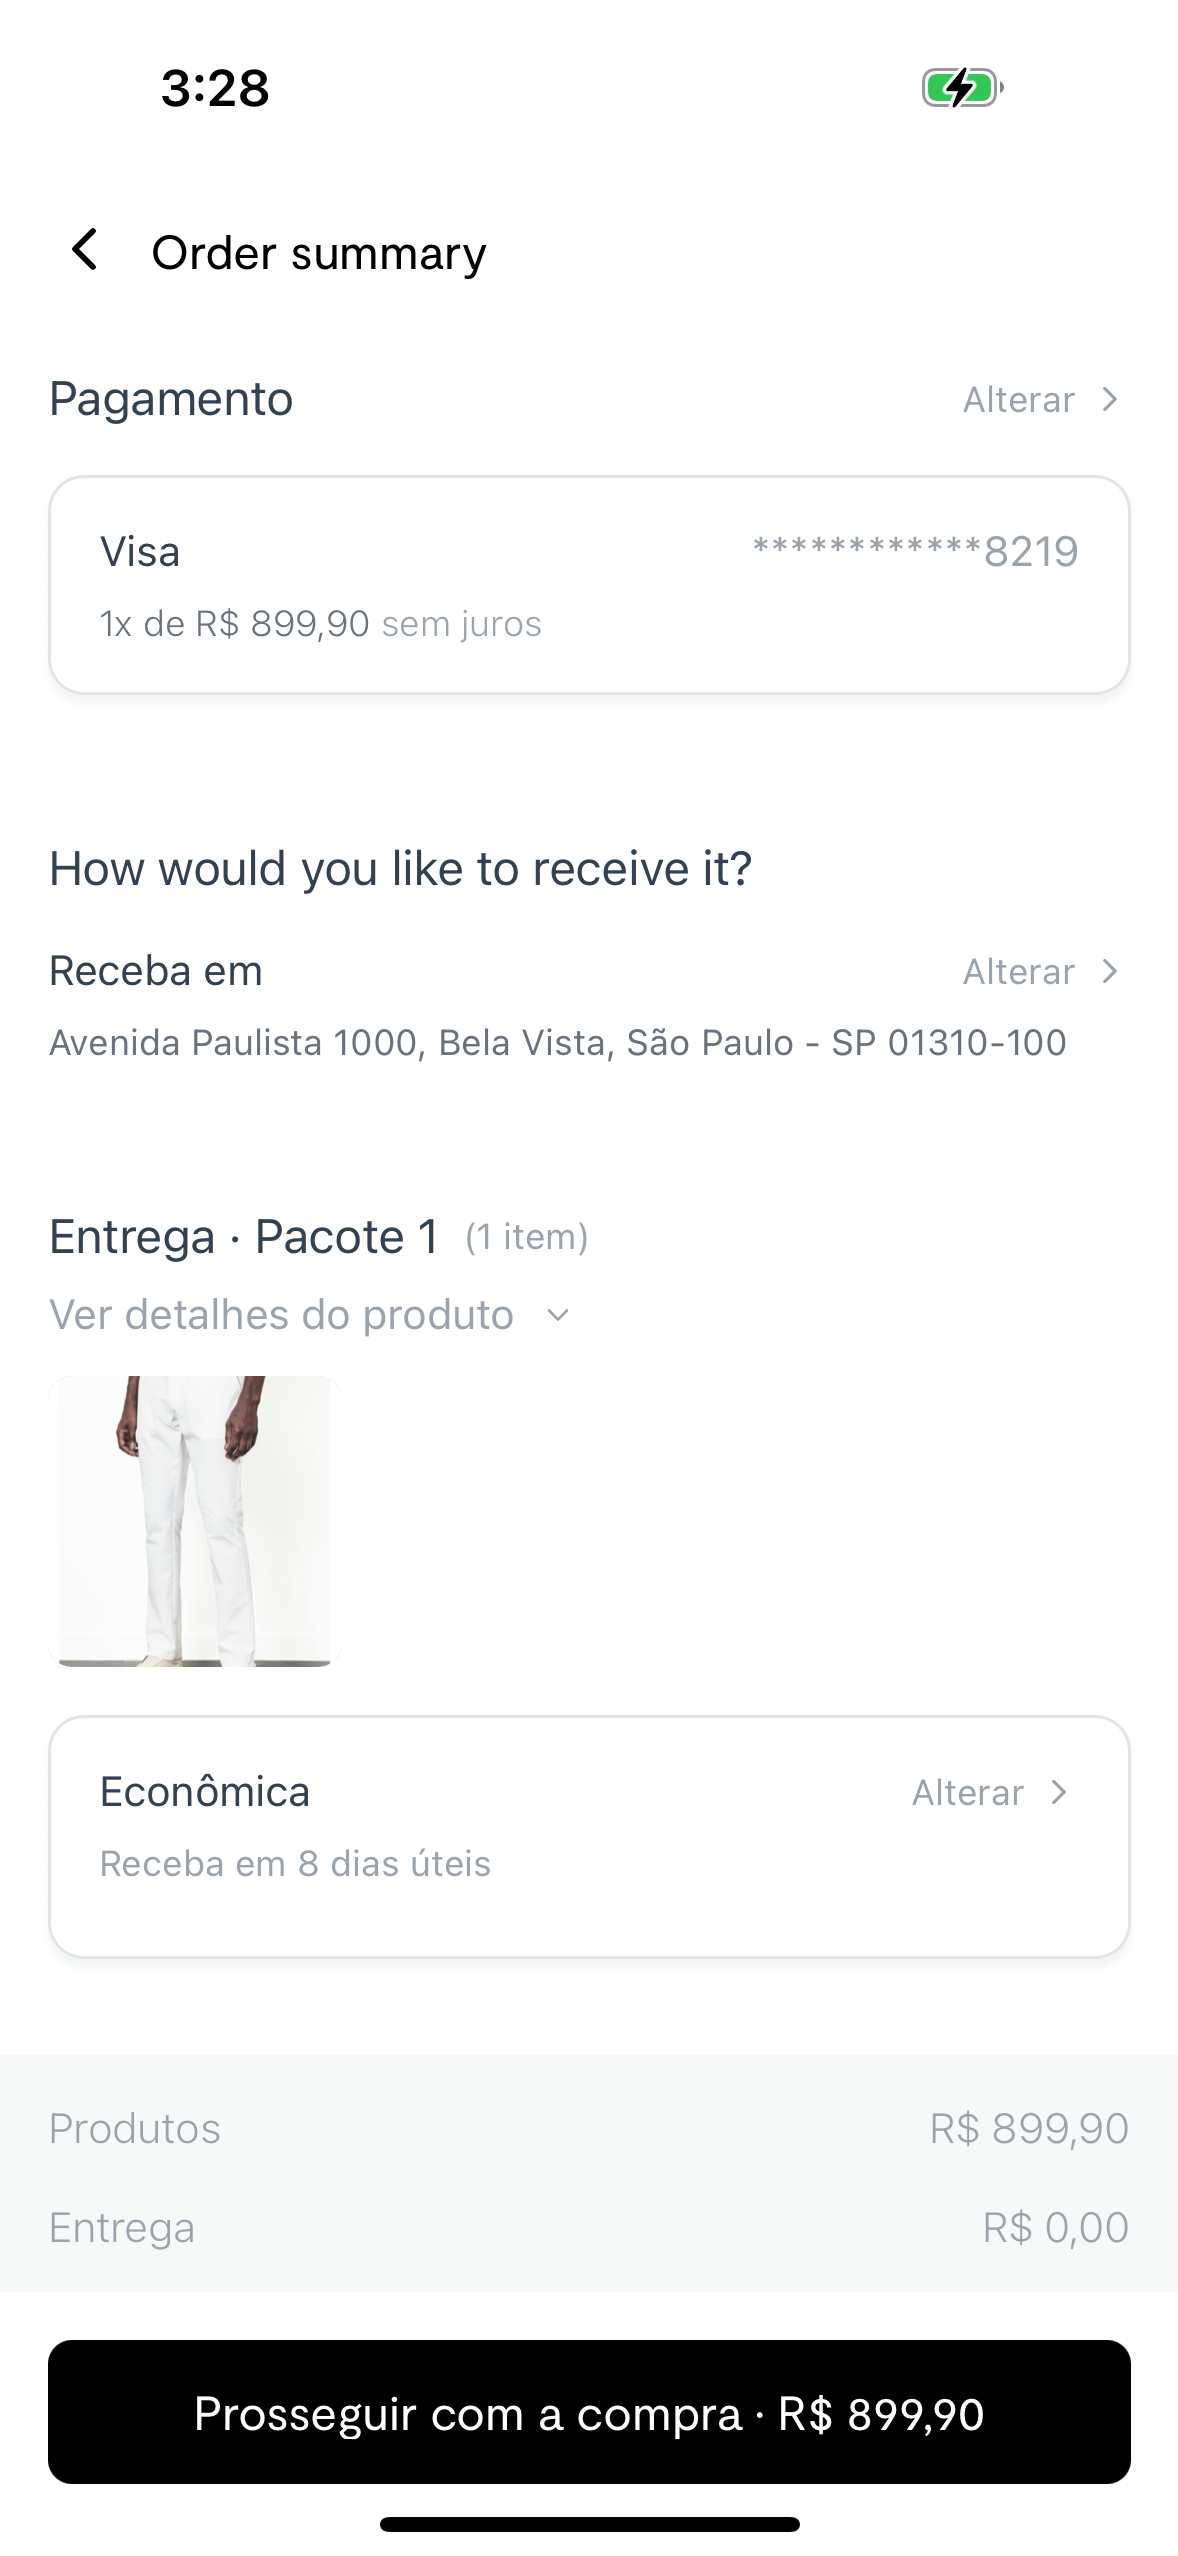 3:28
Order summary
Pagamento Alterar
Visa ************8219
1x de R$ 899,90 sem juros
How would you like to receive it?
Receba em Alterar
Avenida Paulista 1000, Bela Vista, São Paulo - SP 01310-100
Entrega · Pacote 1 (1 item)
Ver detalhes do produto
Econômica Alterar
Receba em 8 dias úteis
Produtos R$ 899,90
Entrega R$ 0,00
Prosseguir com a compra · R$ 899,90